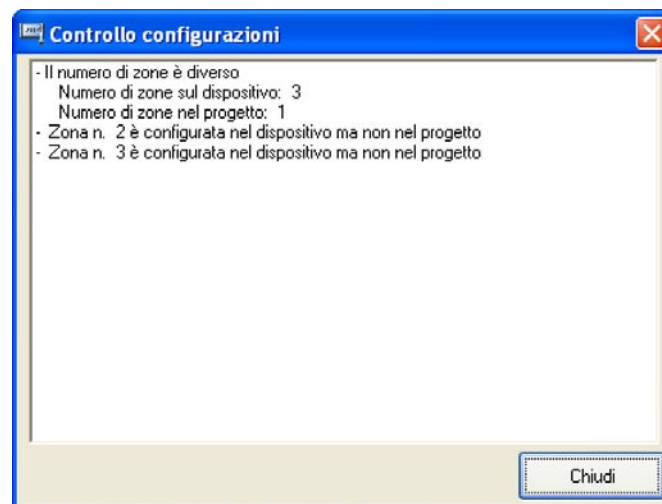 Controllo configurazioni
- Il numero di zone è diverso
Numero di zone sul dispositivo: 3
Numero di zone nel progetto: 1
- Zona n. 2 è configurata nel dispositivo ma non nel progetto
- Zona n. 3 è configurata nel dispositivo ma non nel progetto
Chiudi